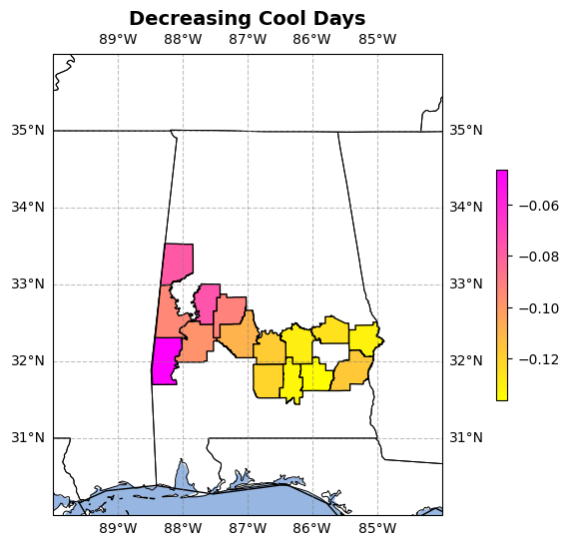 Decreasing Cool Days
89°W 88°W 87°W 86°W 85°W
35°N 35°N
34°N 34°N
33°N 33°N
32°N 32°N
31°N 31°N
89°W 88°W 87°W 86°W 85°W
−0.06
−0.08
−0.10
−0.12